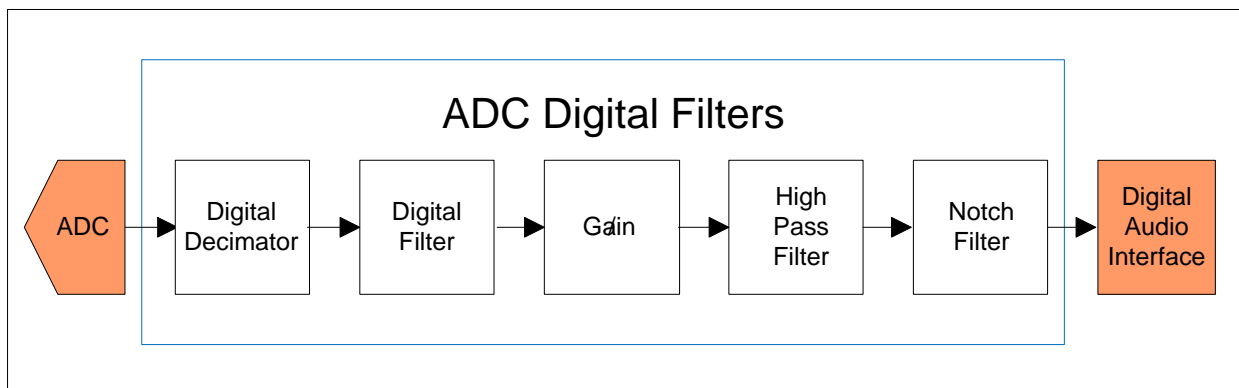 ADC Digital Filters
ADC
Digital
Decimator
Digital
Filter
Gain
High
Pass
Filter
Notch
Filter
Digital
Audio
Interface